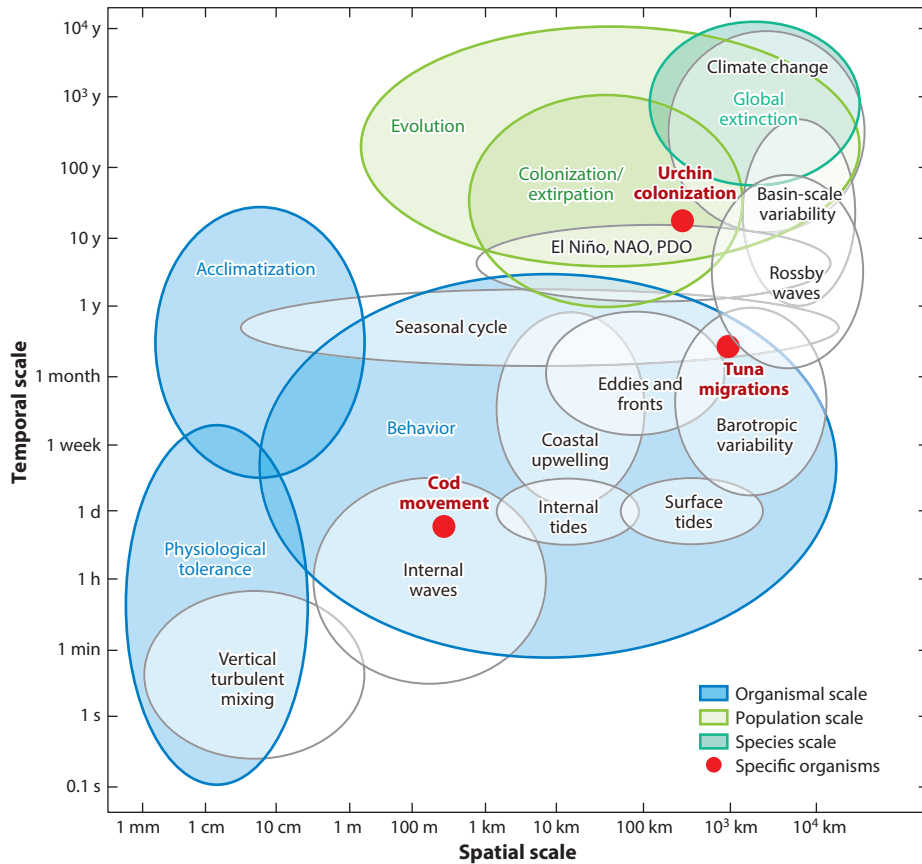 10⁴ y
10³ y
100 y
10 y
1 y
1 month
1 week
1 d
1 h
1 min
1 s
0.1 s
Temporal scale
Climate change
Global
extinction
Evolution
Colonization/
extirpation
Urchin
colonization
Basin-scale
variability
El Niño, NAO, PDO
Rossby
waves
Acclimatization
Seasonal cycle
Tuna
migrations
Eddies and
fronts
Behavior
Barotropic
variability
Coastal
upwelling
Cod
movement
Internal
tides
Surface
tides
Physiological
tolerance
Internal
waves
Vertical
turbulent
mixing
Organismal scale
Population scale
Species scale
Specific organisms
1 mm
1 cm
10 cm
1 m
100 m
1 km
10 km
100 km
10³ km
10⁴ km
Spatial scale